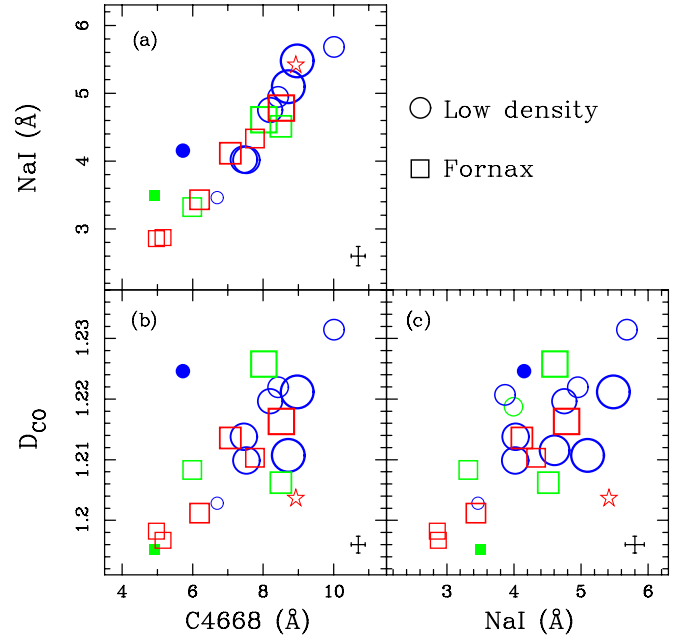 6
5
4
3
NaI (Å)
(a)
Low density
Fornax
1.23
1.22
1.21
1.2
D_CO
(b)
(c)
4 6 8 10
3 4 5 6
C4668 (Å) NaI (Å)